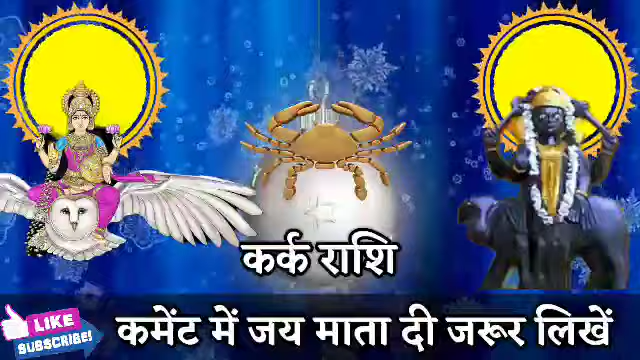 कर्क राशि
LIKE
SUBSCRIBE!
कमेंट में जय माता दी जरूर लिखें